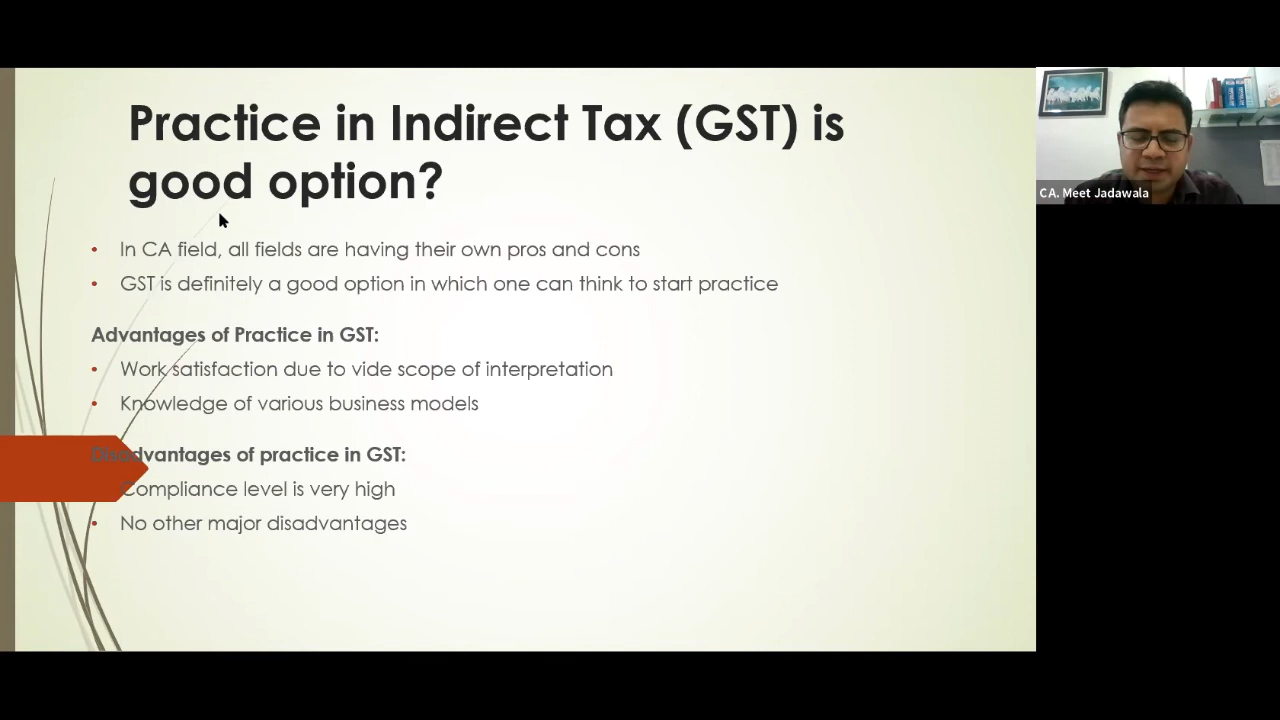 Practice in Indirect Tax (GST) is
good option?
• In CA field, all fields are having their own pros and cons
• GST is definitely a good option in which one can think to start practice
Advantages of Practice in GST:
• Work satisfaction due to vide scope of interpretation
• Knowledge of various business models
Disadvantages of practice in GST:
Compliance level is very high
• No other major disadvantages
CA. Meet Jadawala